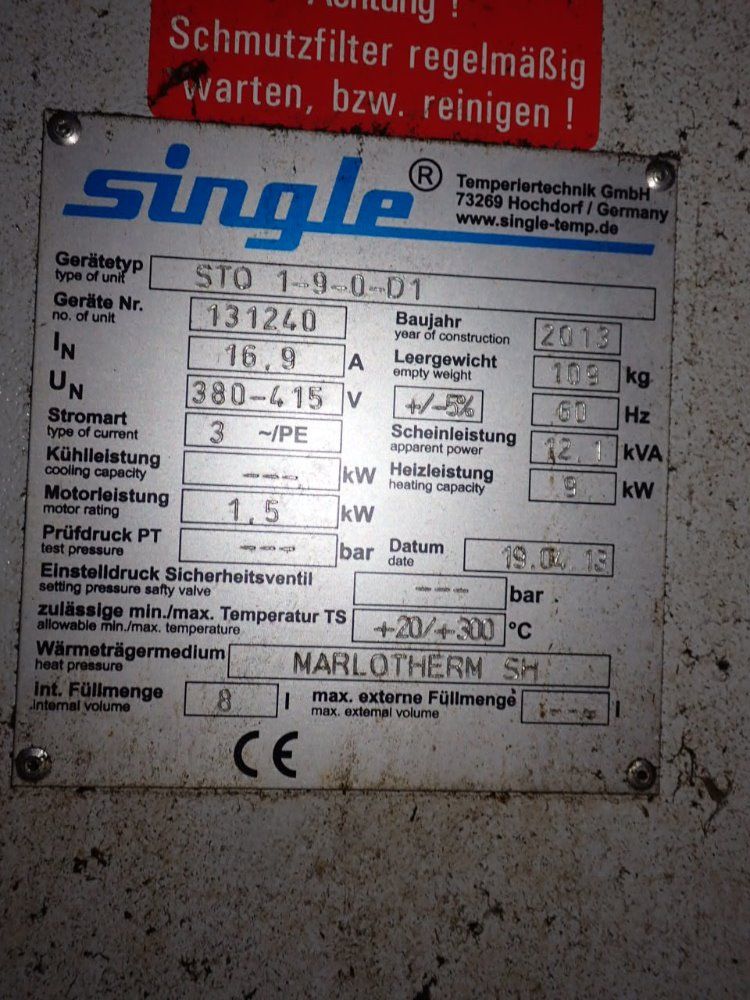 Achtung !
Schmutzfilter regelmäßig
warten, bzw. reinigen !
single ®
Temperiertechnik GmbH
73269 Hochdorf / Germany
www.single-temp.de
Gerätetyp STO 1-9-0-D1
type of unit
Geräte Nr. 131240 Baujahr 2013
no. of unit year of construction
IN 16,9 A Leergewicht 109 kg
empty weight
UN 380-415 V +/-5% 60 Hz
Stromart 3 ~/PE Scheinleistung 12,1 kVA
type of current apparent power
Kühlleistung --- kW Heizleistung 9 kW
cooling capacity heating capacity
Motorleistung 1,5 kW
motor rating
Prüfdruck PT --- bar Datum 19.04.13
test pressure date
Einstelldruck Sicherheitsventil --- bar
setting pressure safty valve
zulässige min./max. Temperatur TS +20/+300 °C
allowable min./max. temperature
Wärmeträgermedium MARLOTHERM SH
heat pressure
int. Füllmenge 8 l max. externe Füllmenge --- l
internal volume max. external volume
CE